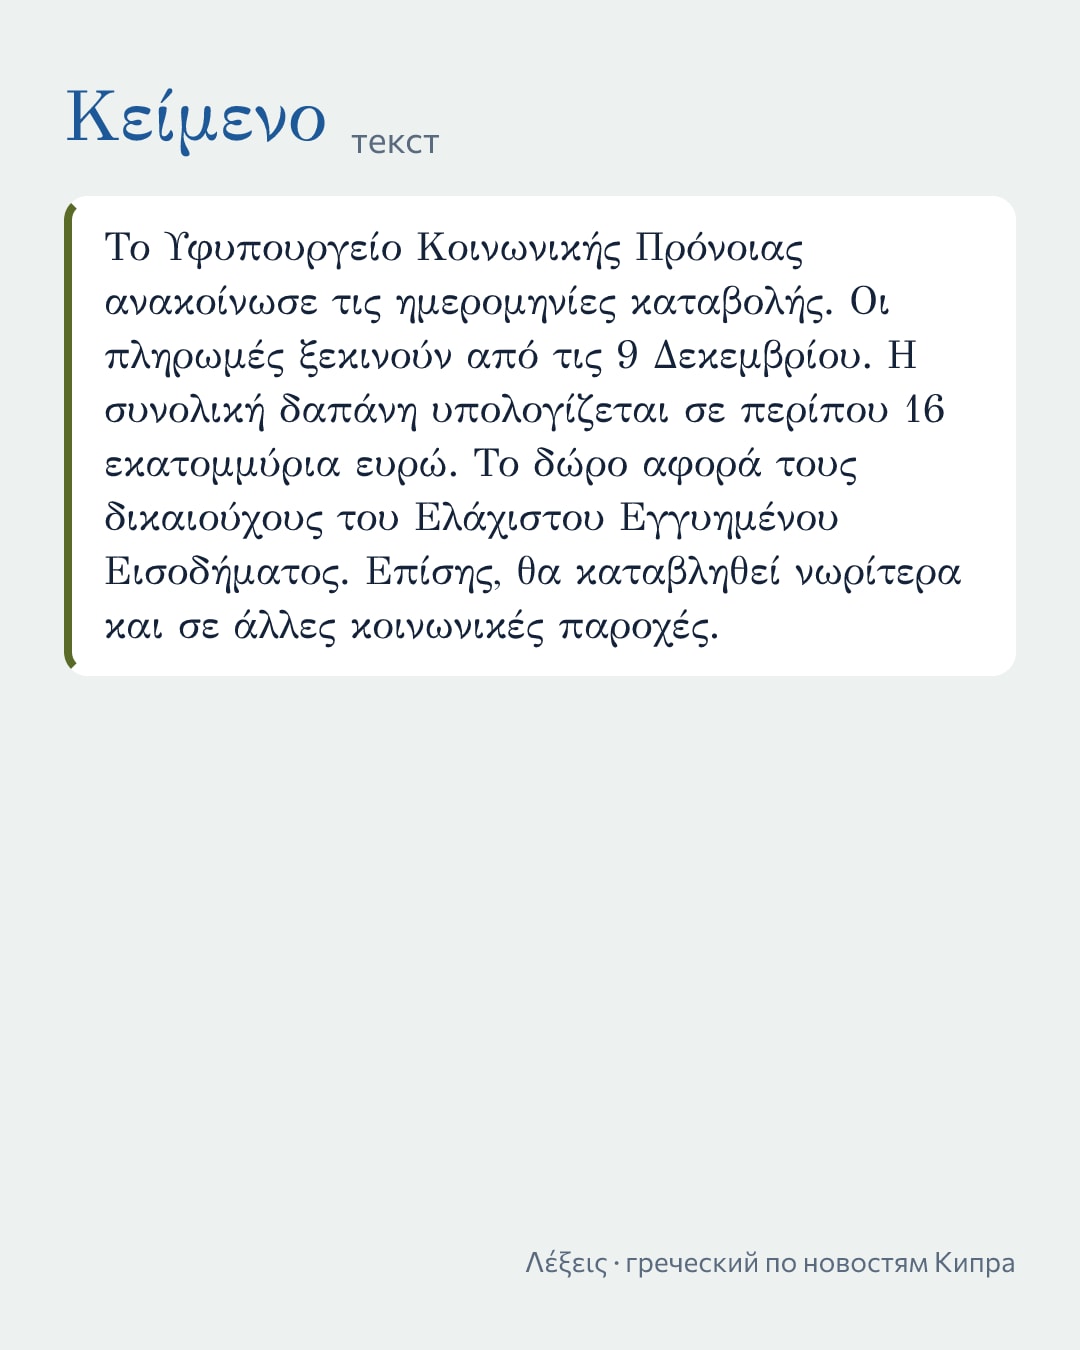 Κείμενο текст
Το Υφυπουργείο Κοινωνικής Πρόνοιας
ανακοίνωσε τις ημερομηνίες καταβολής. Οι
πληρωμές ξεκινούν από τις 9 Δεκεμβρίου. Η
συνολική δαπάνη υπολογίζεται σε περίπου 16
εκατομμύρια ευρώ. Το δώρο αφορά τους
δικαιούχους του Ελάχιστου Εγγυημένου
Εισοδήματος. Επίσης, θα καταβληθεί νωρίτερα
και σε άλλες κοινωνικές παροχές.
Λέξεις · греческий по новостям Кипра